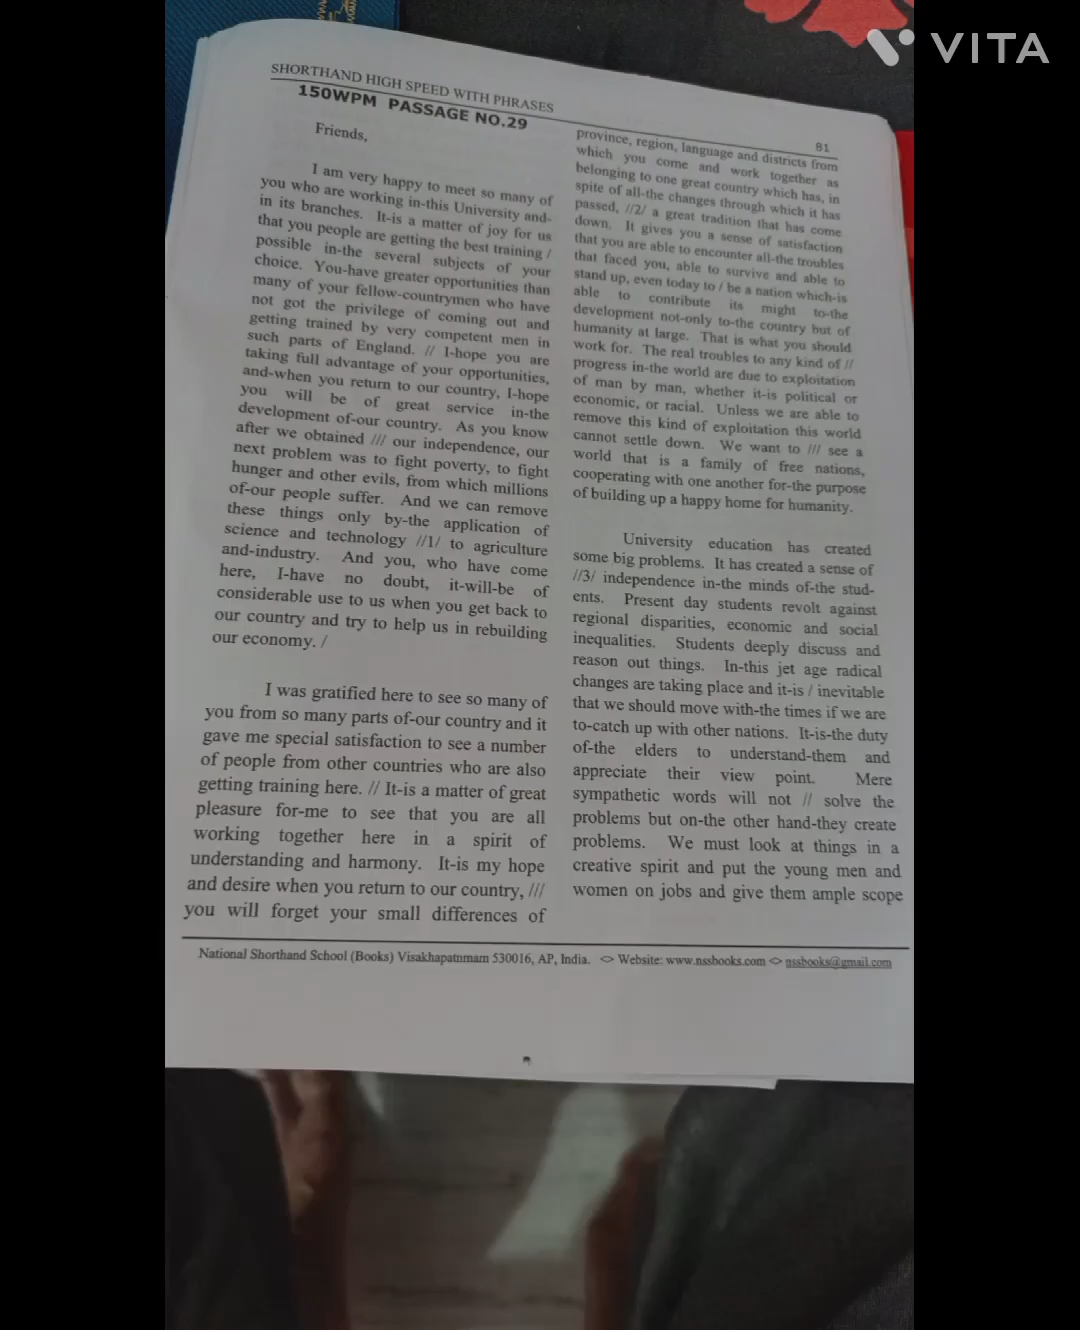 VITA
SHORTHAND HIGH SPEED WITH PHRASES
81
150WPM PASSAGE NO.29
Friends,
I am very happy to meet so many of
you who are working in-this University and-
in its branches. It-is a matter of joy for us
that you people are getting the best training /
possible in-the several subjects of your
choice. You-have greater opportunities than
many of your fellow-countrymen who have
not got the privilege of coming out and
getting trained by very competent men in
such parts of England. // I-hope you are
taking full advantage of your opportunities,
and-when you return to our country, I-hope
you will be of great service in-the
development of-our country. As you know
after we obtained /// our independence, our
next problem was to fight poverty, to fight
hunger and other evils, from which millions
of-our people suffer. And we can remove
these things only by-the application of
science and technology //1/ to agriculture
and-industry. And you, who have come
here, I-have no doubt, it-will-be of
considerable use to us when you get back to
our country and try to help us in rebuilding
our economy. /
I was gratified here to see so many of
you from so many parts of-our country and it
gave me special satisfaction to see a number
of people from other countries who are also
getting training here. // It-is a matter of great
pleasure for-me to see that you are all
working together here in a spirit of
understanding and harmony. It-is my hope
and desire when you return to our country, ///
you will forget your small differences of
province, region, language and districts from
which you come and work together as
belonging to one great country which has, in
spite of all-the changes through which it has
passed, //2/ a great tradition that has come
down. It gives you a sense of satisfaction
that you are able to encounter all-the troubles
that faced you, able to survive and able to
stand up, even today to / be a nation which-is
able to contribute its might to-the
development not-only to-the country but of
humanity at large. That is what you should
work for. The real troubles to any kind of //
progress in-the world are due to exploitation
of man by man, whether it-is political or
economic, or racial. Unless we are able to
remove this kind of exploitation this world
cannot settle down. We want to /// see a
world that is a family of free nations,
cooperating with one another for-the purpose
of building up a happy home for humanity.
University education has created
some big problems. It has created a sense of
//3/ independence in-the minds of-the stud-
ents. Present day students revolt against
regional disparities, economic and social
inequalities. Students deeply discuss and
reason out things. In-this jet age radical
changes are taking place and it-is / inevitable
that we should move with-the times if we are
to-catch up with other nations. It-is-the duty
of-the elders to understand-them and
appreciate their view point. Mere
sympathetic words will not // solve the
problems but on-the other hand-they create
problems. We must look at things in a
creative spirit and put the young men and
women on jobs and give them ample scope
National Shorthand School (Books) Visakhapatnmam 530016, AP, India. <> Website: www.nssbooks.com <> nssbooks@gmail.com